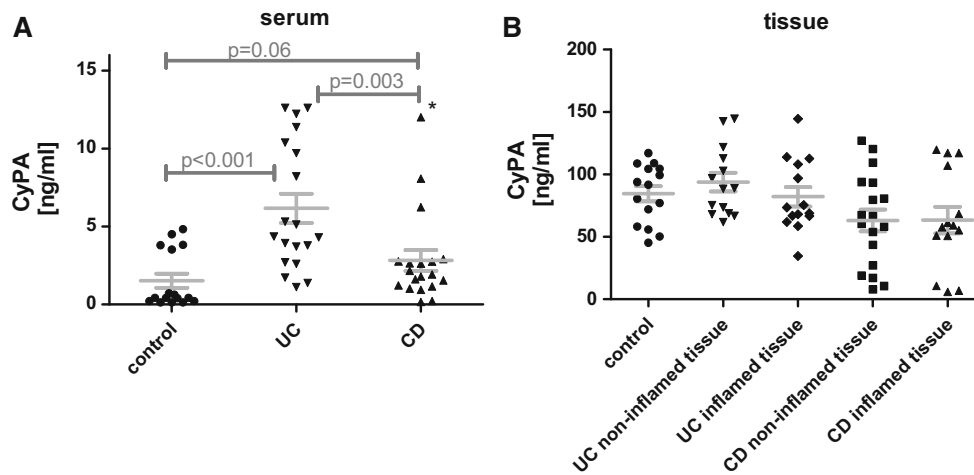 A
serum
p=0.06
p=0.003
*
p<0.001
CyPA
[ng/ml]
15
10
5
0
control
UC
CD
B
tissue
CyPA
[ng/ml]
200
150
100
50
0
control
UC non-inflamed tissue
UC inflamed tissue
CD non-inflamed tissue
CD inflamed tissue